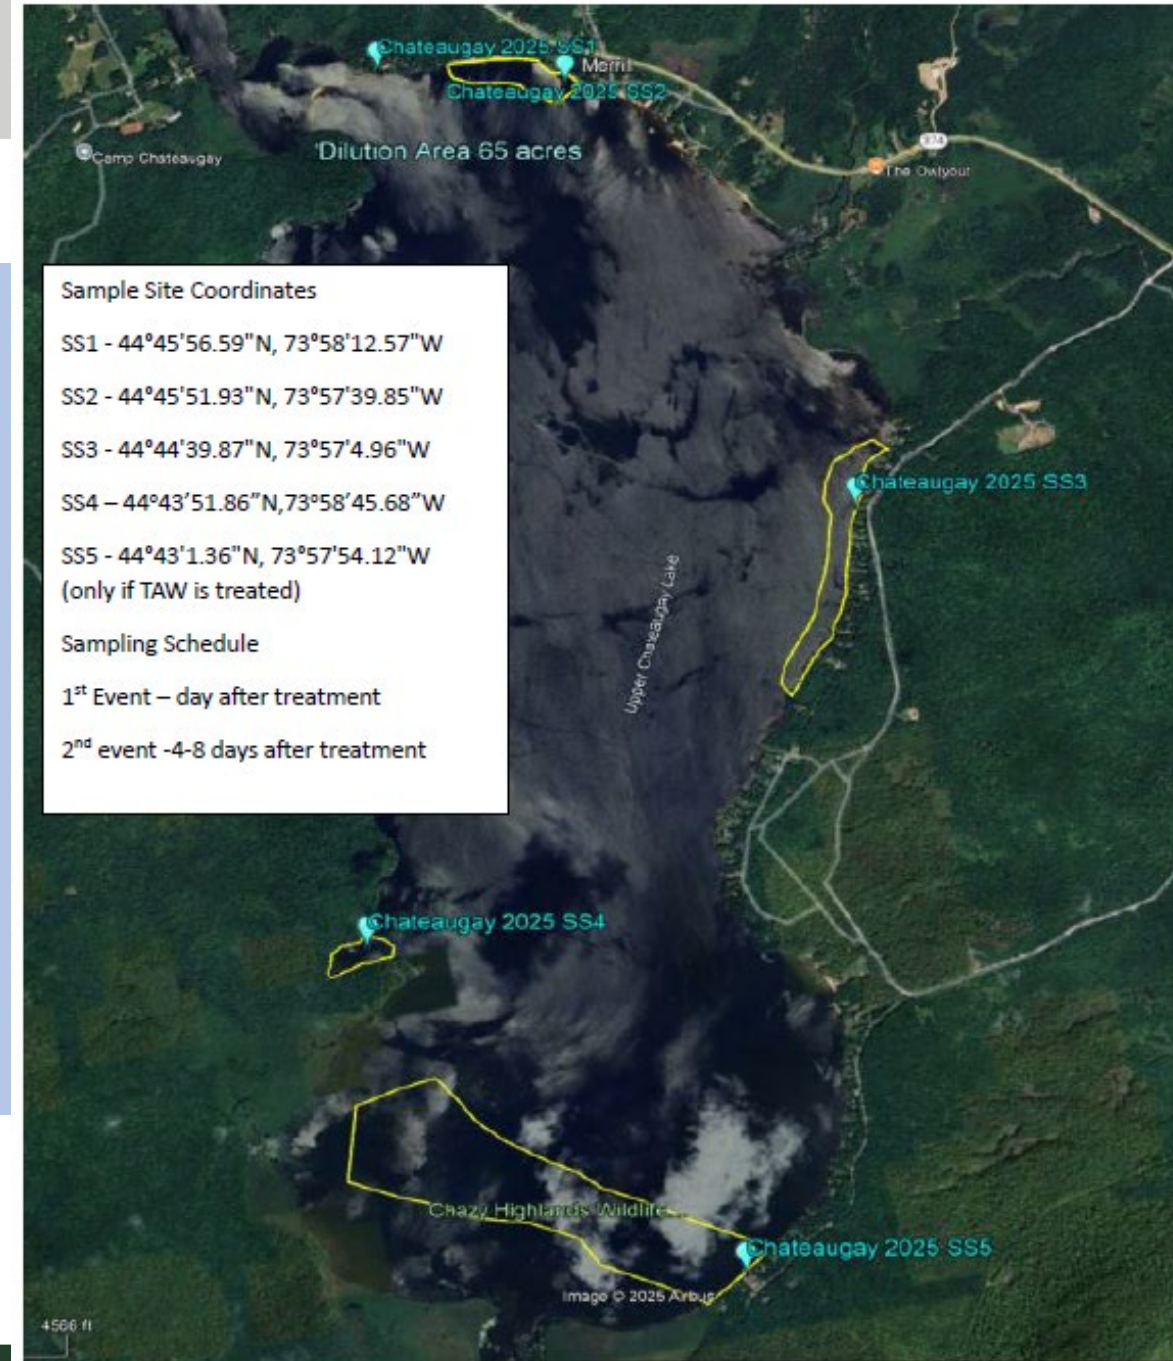 Chateaugay 2025 SS1
Merrill
Chateaugay 2025 SS2
Camp Chateaugay
'Dilution Area 65 acres
374
The Owlyout
Sample Site Coordinates
SS1 - 44°45'56.59"N, 73°58'12.57"W
SS2 - 44°45'51.93"N, 73°57'39.85"W
SS3 - 44°44'39.87"N, 73°57'4.96"W
SS4 – 44°43’51.86”N,73°58’45.68”W
SS5 - 44°43'1.36"N, 73°57'54.12"W
(only if TAW is treated)
Sampling Schedule
1st Event – day after treatment
2nd event -4-8 days after treatment
Chateaugay 2025 SS3
Upper Chateaugay Lake
Chateaugay 2025 SS4
Chazy Highlands Wildlife...
Chateaugay 2025 SS5
Image © 2025 Airbus
4566 ft